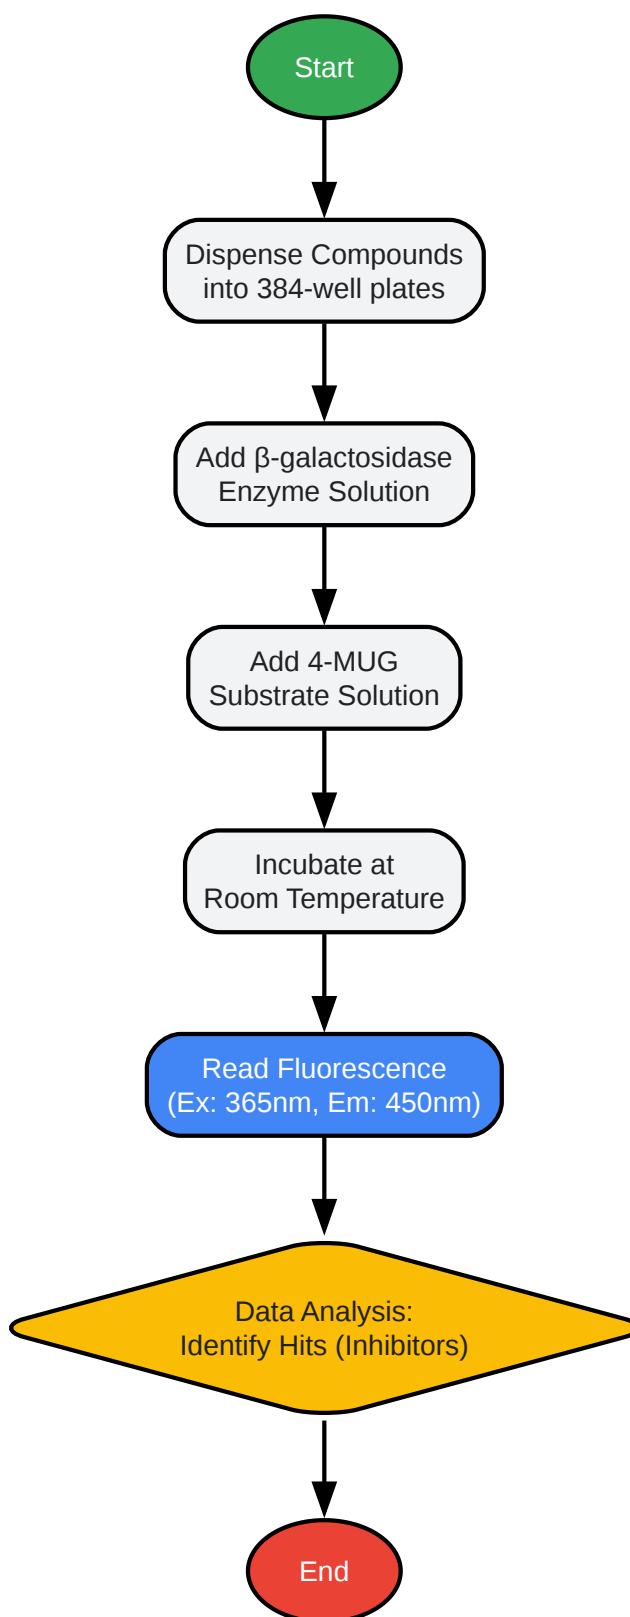 Start
Dispense Compounds
into 384-well plates
Add β-galactosidase
Enzyme Solution
Add 4-MUG
Substrate Solution
Incubate at
Room Temperature
Read Fluorescence
(Ex: 365nm, Em: 450nm)
Data Analysis:
Identify Hits (Inhibitors)
End